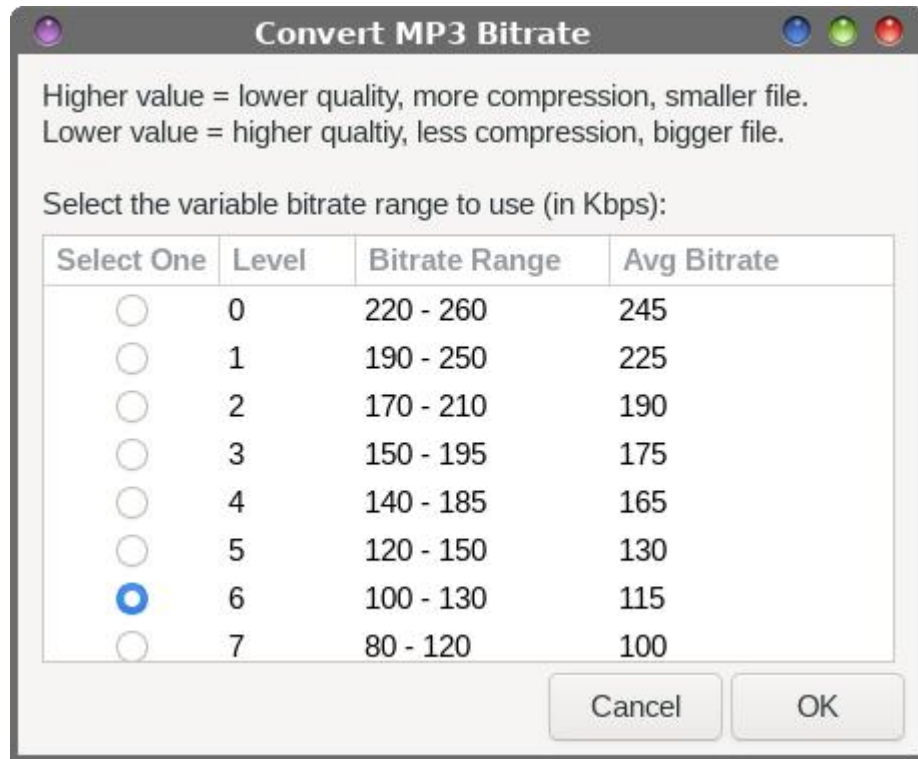 Convert MP3 Bitrate
Higher value = lower quality, more compression, smaller file.
Lower value = higher qualtiy, less compression, bigger file.
Select the variable bitrate range to use (in Kbps):
Select One Level Bitrate Range Avg Bitrate
0 220 - 260 245
1 190 - 250 225
2 170 - 210 190
3 150 - 195 175
4 140 - 185 165
5 120 - 150 130
6 100 - 130 115
7 80 - 120 100
Cancel OK